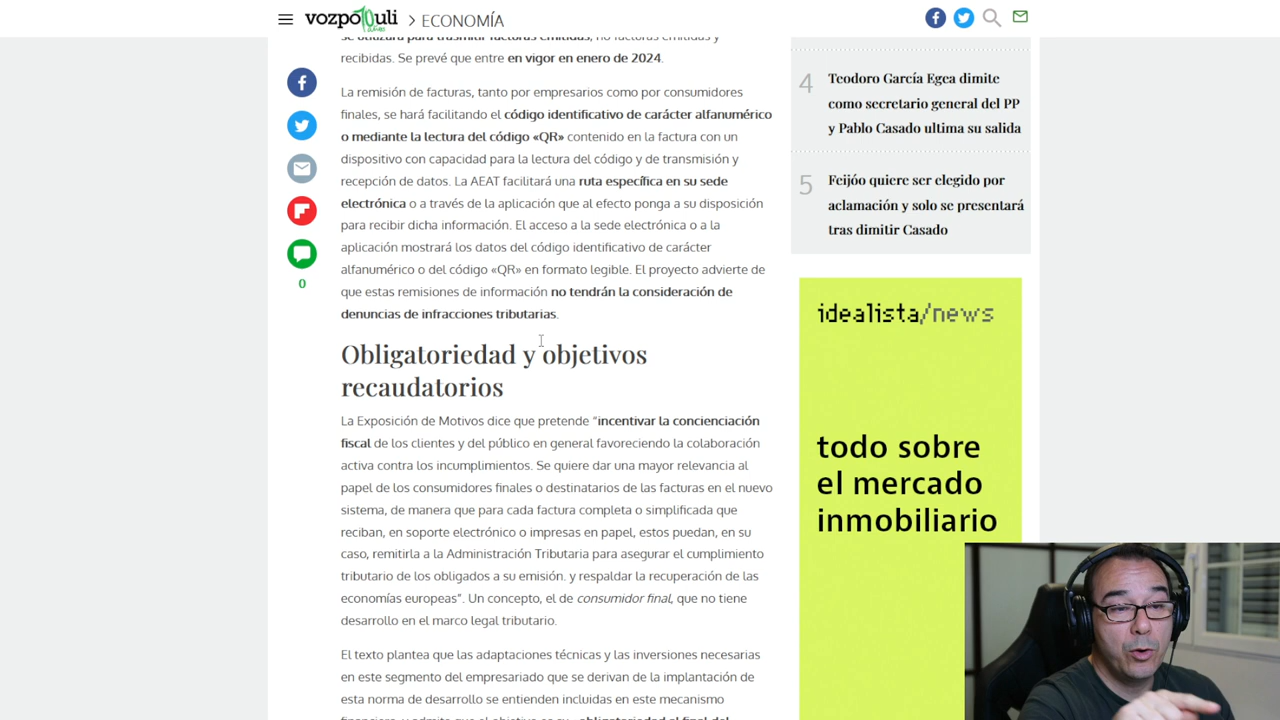 vozpópuli
años
ECONOMÍA
se utilizará para trasmitir facturas emitidas, no facturas emitidas y
recibidas. Se prevé que entre en vigor en enero de 2024.
La remisión de facturas, tanto por empresarios como por consumidores
finales, se hará facilitando el código identificativo de carácter alfanumérico
o mediante la lectura del código «QR» contenido en la factura con un
dispositivo con capacidad para la lectura del código y de transmisión y
recepción de datos. La AEAT facilitará una ruta específica en su sede
electrónica o a través de la aplicación que al efecto ponga a su disposición
para recibir dicha información. El acceso a la sede electrónica o a la
aplicación mostrará los datos del código identificativo de carácter
alfanumérico o del código «QR» en formato legible. El proyecto advierte de
que estas remisiones de información no tendrán la consideración de
denuncias de infracciones tributarias.
0
Obligatoriedad y objetivos
recaudatorios
La Exposición de Motivos dice que pretende “incentivar la concienciación
fiscal de los clientes y del público en general favoreciendo la colaboración
activa contra los incumplimientos. Se quiere dar una mayor relevancia al
papel de los consumidores finales o destinatarios de las facturas en el nuevo
sistema, de manera que para cada factura completa o simplificada que
reciban, en soporte electrónico o impresas en papel, estos puedan, en su
caso, remitirla a la Administración Tributaria para asegurar el cumplimiento
tributario de los obligados a su emisión. y respaldar la recuperación de las
economías europeas”. Un concepto, el de consumidor final, que no tiene
desarrollo en el marco legal tributario.
El texto plantea que las adaptaciones técnicas y las inversiones necesarias
en este segmento del empresariado que se derivan de la implantación de
esta norma de desarrollo se entienden incluidas en este mecanismo
financiero, y admite que el objetivo es su obligatoriedad al final del
4
Teodoro García Egea dimite
como secretario general del PP
y Pablo Casado ultima su salida
5
Feijóo quiere ser elegido por
aclamación y solo se presentará
tras dimitir Casado
idealista/news
todo sobre
el mercado
inmobiliario